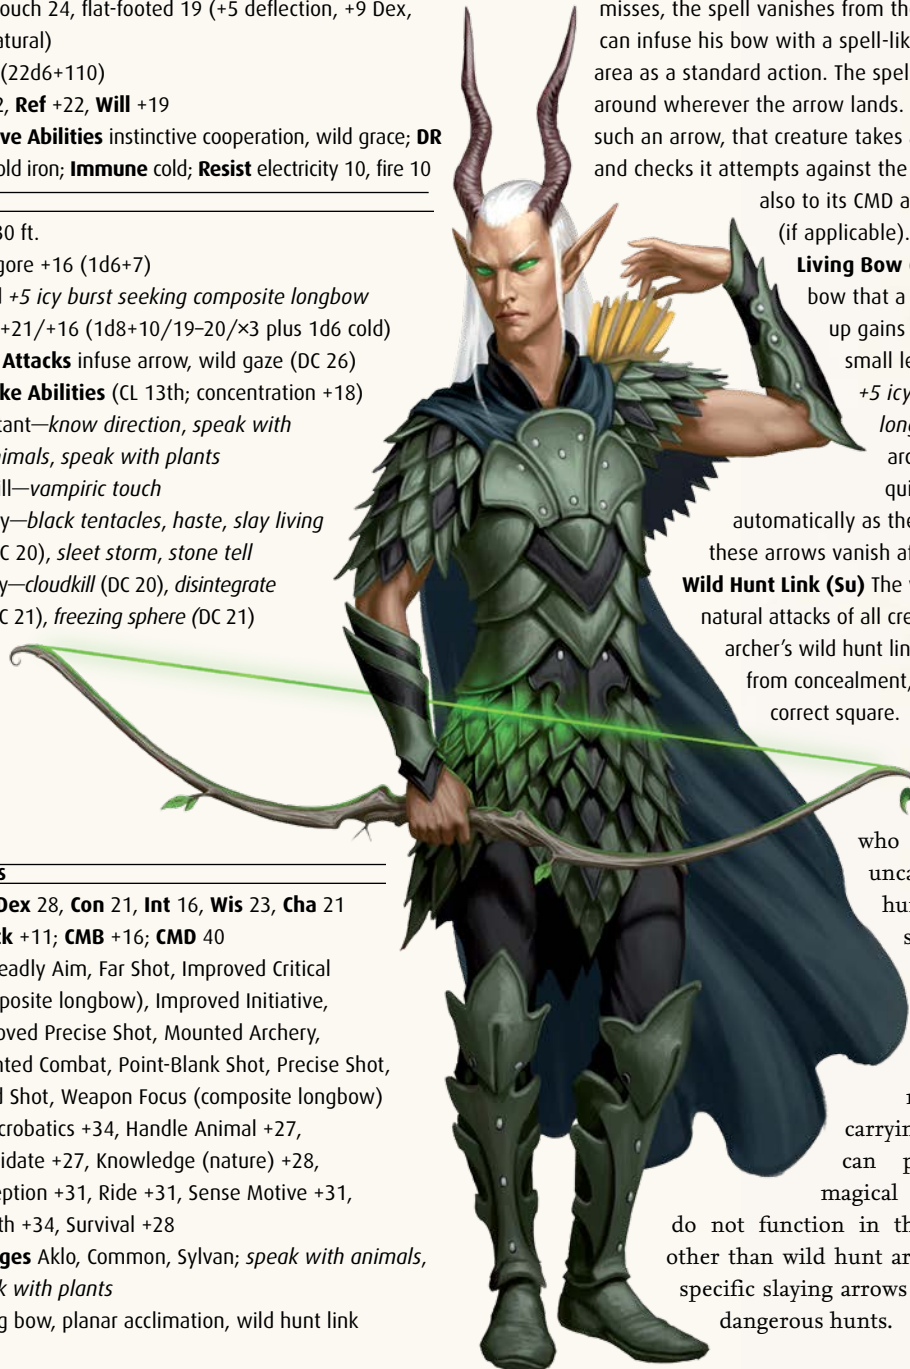 ouch 24, flat-footed 19 (+5 deflection, +9 Dex,
atural)
(22d6+110)
2, Ref +22, Will +19
ve Abilities instinctive cooperation, wild grace; DR
old iron; Immune cold; Resist electricity 10, fire 10
30 ft.
gore +16 (1d6+7)
+5 icy burst seeking composite longbow
+21/+16 (1d8+10/19–20/×3 plus 1d6 cold)
Attacks infuse arrow, wild gaze (DC 26)
ke Abilities (CL 13th; concentration +18)
tant—know direction, speak with
nimals, speak with plants
ill—vampiric touch
y—black tentacles, haste, slay living
C 20), sleet storm, stone tell
y—cloudkill (DC 20), disintegrate
C 21), freezing sphere (DC 21)
s
Dex 28, Con 21, Int 16, Wis 23, Cha 21
ck +11; CMB +16; CMD 40
eadly Aim, Far Shot, Improved Critical
posite longbow), Improved Initiative,
oved Precise Shot, Mounted Archery,
nted Combat, Point-Blank Shot, Precise Shot,
d Shot, Weapon Focus (composite longbow)
crobatics +34, Handle Animal +27,
idate +27, Knowledge (nature) +28,
eption +31, Ride +31, Sense Motive +31,
th +34, Survival +28
ges Aklo, Common, Sylvan; speak with animals,
k with plants
g bow, planar acclimation, wild hunt link
misses, the spell vanishes from th
can infuse his bow with a spell-lik
area as a standard action. The spel
around wherever the arrow lands.
such an arrow, that creature takes
and checks it attempts against the
also to its CMD a
(if applicable).
Living Bow
bow that a
up gains
small le
+5 icy
long
arc
qui
automatically as the
these arrows vanish af
Wild Hunt Link (Su) The
natural attacks of all cre
archer's wild hunt lin
from concealment,
correct square.
who
unca
hu
s
carryin
can p
magical
do not function in th
other than wild hunt ar
specific slaying arrows
dangerous hunts.